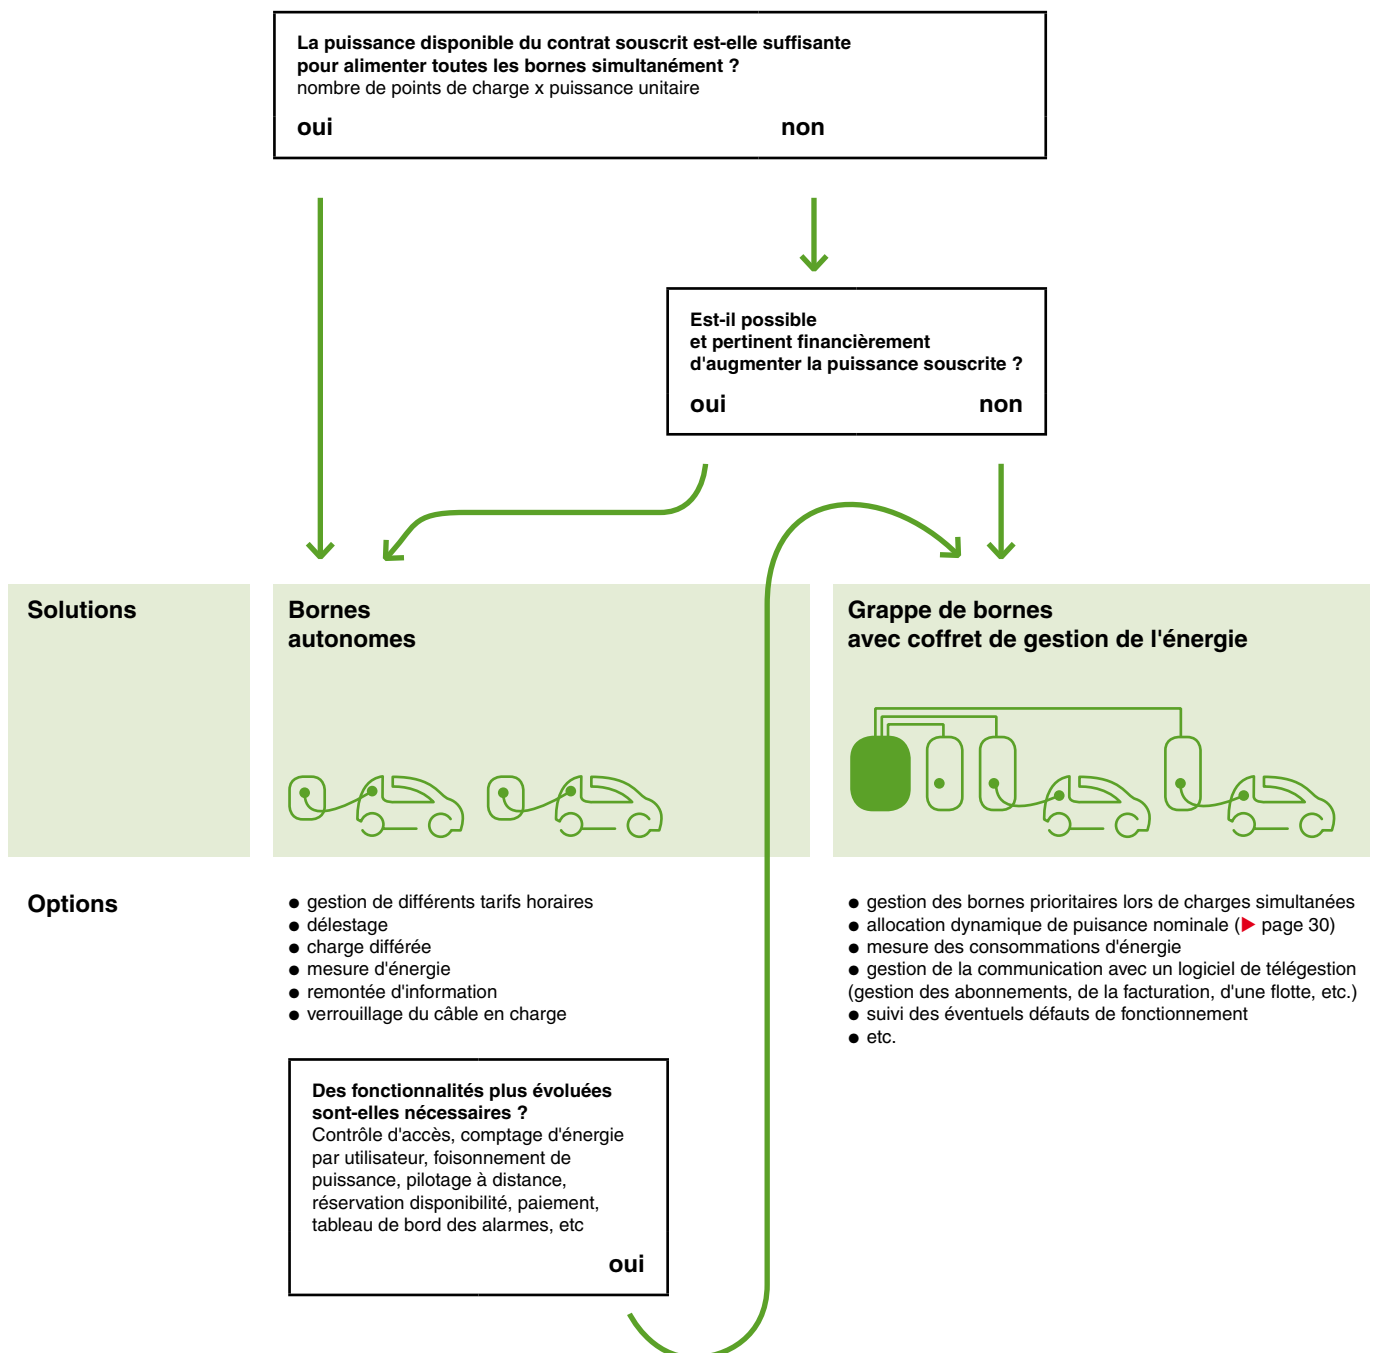 La puissance disponible du contrat souscrit est-elle suffisante
pour alimenter toutes les bornes simultanément ?
nombre de points de charge x puissance unitaire
oui
non
Est-il possible
et pertinent financièrement
d'augmenter la puissance souscrite ?
oui
non
Solutions
Bornes
autonomes
Grappe de bornes
avec coffret de gestion de l'énergie
Options
● gestion de différents tarifs horaires
● délestage
● charge différée
● mesure d'énergie
● remontée d'information
● verrouillage du câble en charge
● gestion des bornes prioritaires lors de charges simultanées
● allocation dynamique de puisance nominale (▶ page 30)
● mesure des consommations d'énergie
● gestion de la communication avec un logiciel de télégestion
(gestion des abonnements, de la facturation, d'une flotte, etc.)
● suivi des éventuels défauts de fonctionnement
● etc.
Des fonctionnalités plus évoluées
sont-elles nécessaires ?
Contrôle d'accès, comptage d'énergie
par utilisateur, foisonnement de
puissance, pilotage à distance,
réservation disponibilité, paiement,
tableau de bord des alarmes, etc
oui